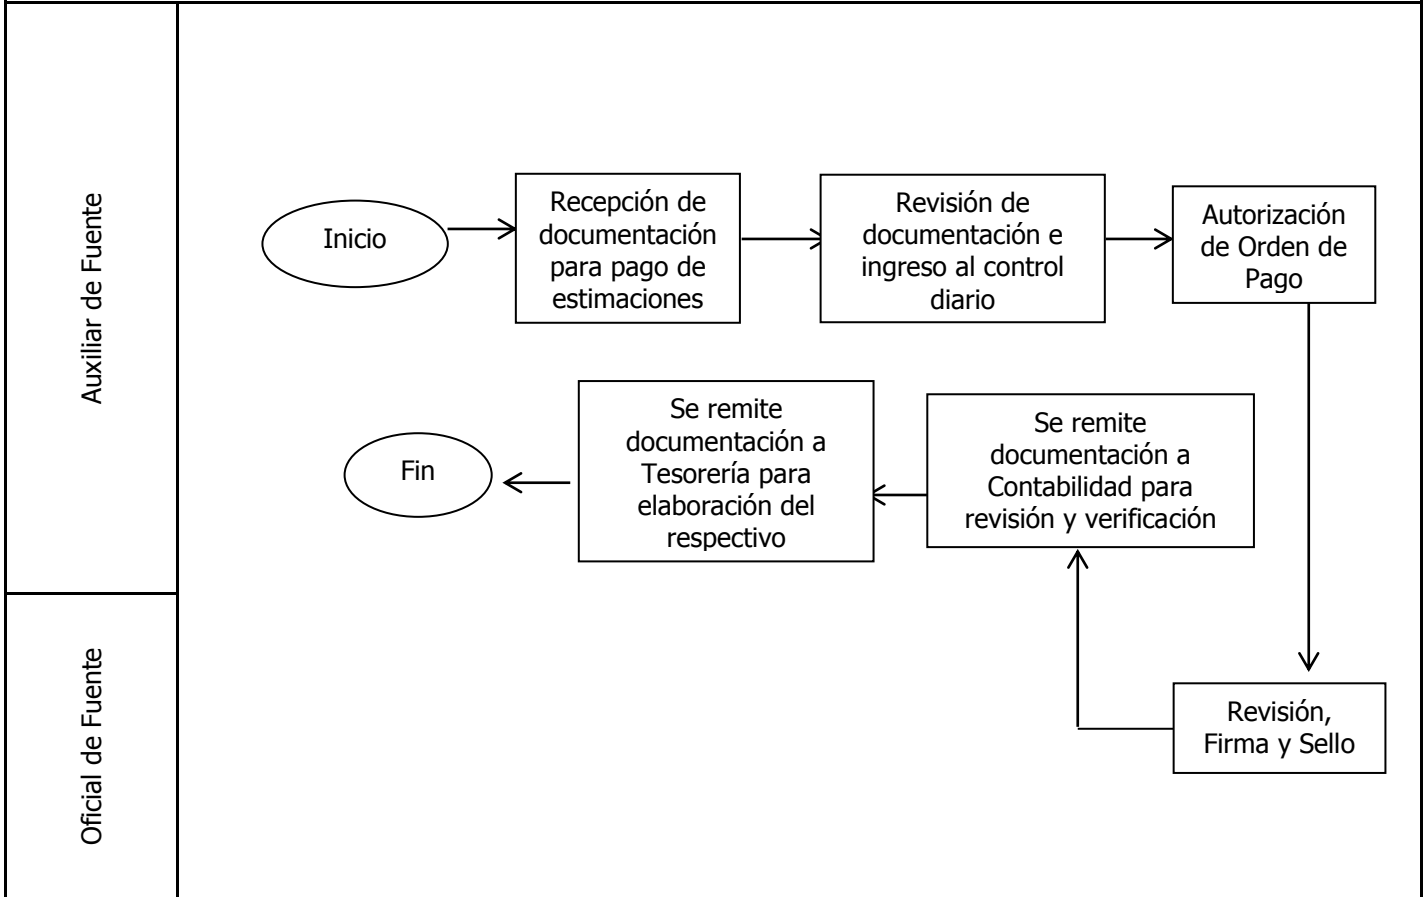 Auxiliar de Fuente
Inicio
Recepción de
documentación
para pago de
estimaciones
Revisión de
documentación e
ingreso al control
diario
Autorización
de Orden de
Pago
Se remite
documentación a
Tesorería para
elaboración del
respectivo
Se remite
documentación a
Contabilidad para
revisión y verificación
Fin
Oficial de Fuente
Revisión,
Firma y Sello